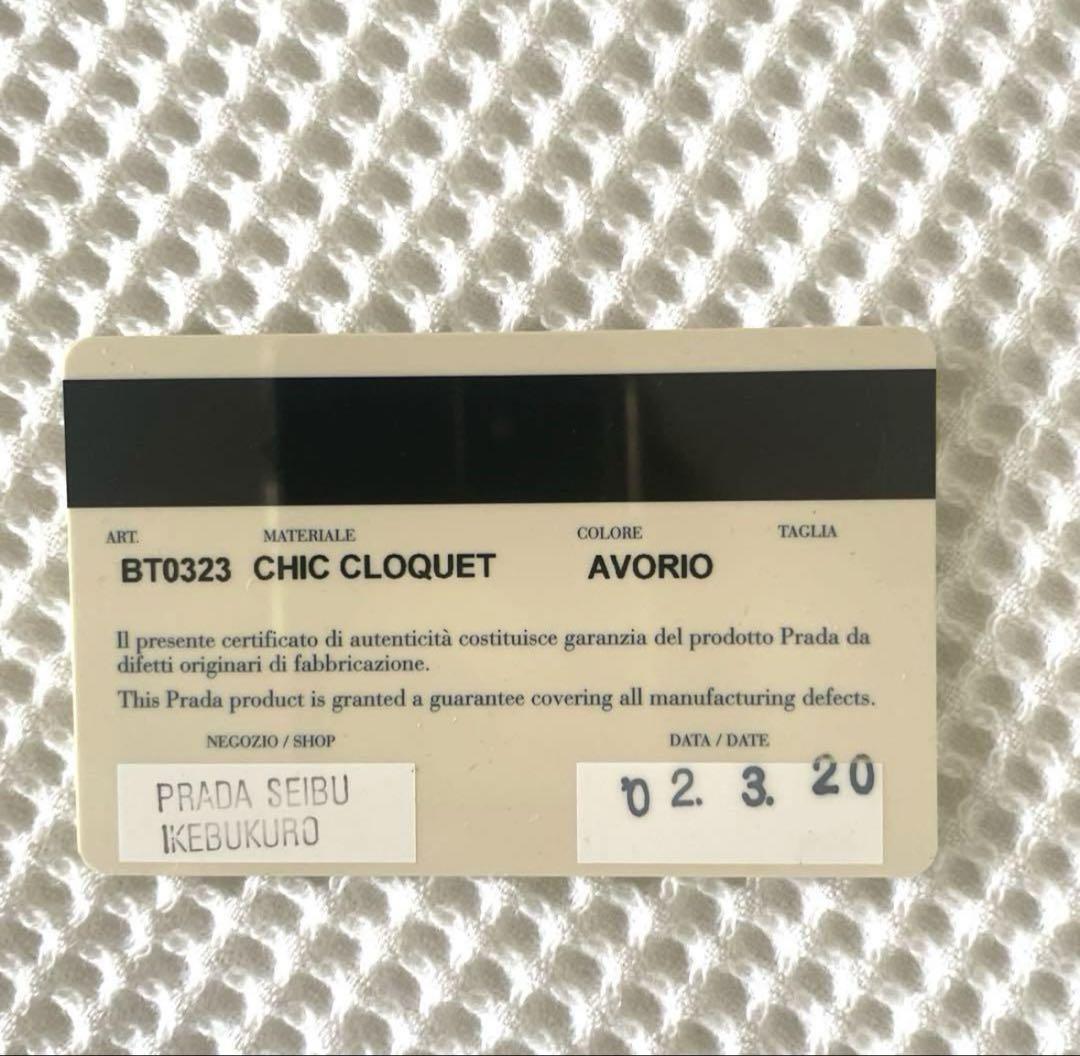 ART. MATERIALE COLORE TAGLIA
BT0323 CHIC CLOQUET AVORIO
Il presente certificato di autenticità costituisce garanzia del prodotto Prada da
difetti originari di fabbricazione.
This Prada product is granted a guarantee covering all manufacturing defects.
NEGOZIO / SHOP DATA / DATE
PRADA SEIBU
IKEBUKURO
'02. 3. 20